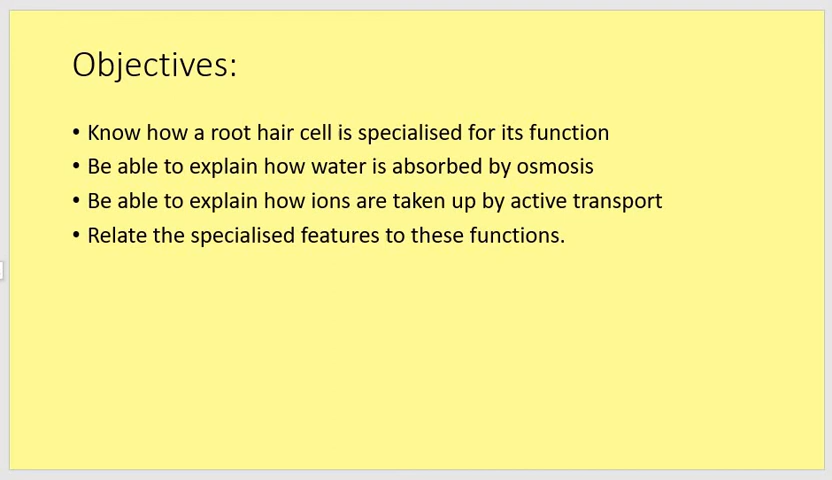 Objectives:
• Know how a root hair cell is specialised for its function
• Be able to explain how water is absorbed by osmosis
• Be able to explain how ions are taken up by active transport
• Relate the specialised features to these functions.